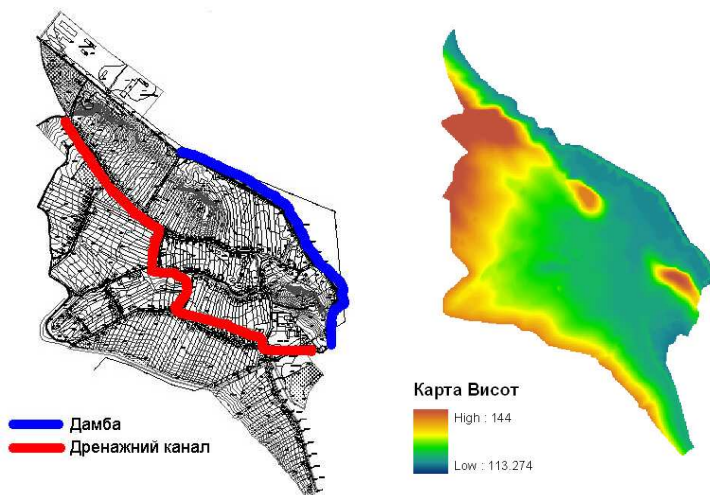 Дамба
Дренажний канал
Карта Висот
High : 144
Low : 113.274